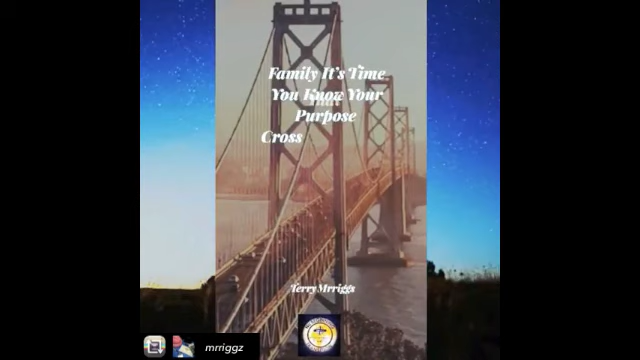 Family It's Time
You Know Your
Purpose
Cross
Terry Mrriggz
mrriggz